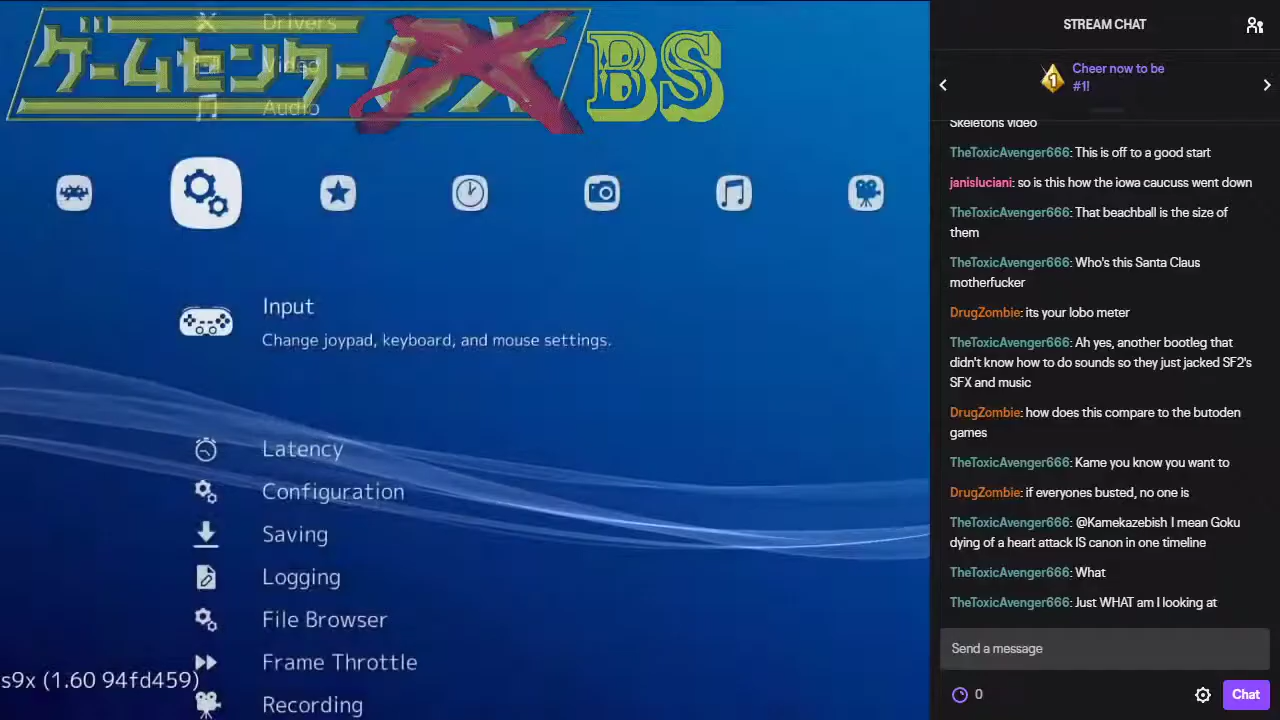 Drivers
Video
Audio
ゲームセンターDX
BS
Input
Change joypad, keyboard, and mouse settings.
Latency
Configuration
Saving
Logging
File Browser
Frame Throttle
Recording
s9x (1.60 94fd459)
STREAM CHAT
1
Cheer now to be
#1!
Skeletons video
TheToxicAvenger666: This is off to a good start
janisluciani: so is this how the iowa caucuss went down
TheToxicAvenger666: That beachball is the size of
them
TheToxicAvenger666: Who's this Santa Claus
motherfucker
DrugZombie: its your lobo meter
TheToxicAvenger666: Ah yes, another bootleg that
didn't know how to do sounds so they just jacked SF2's
SFX and music
DrugZombie: how does this compare to the butoden
games
TheToxicAvenger666: Kame you know you want to
DrugZombie: if everyones busted, no one is
TheToxicAvenger666: @Kamekazebish I mean Goku
dying of a heart attack IS canon in one timeline
TheToxicAvenger666: What
TheToxicAvenger666: Just WHAT am I looking at
Send a message
0
Chat